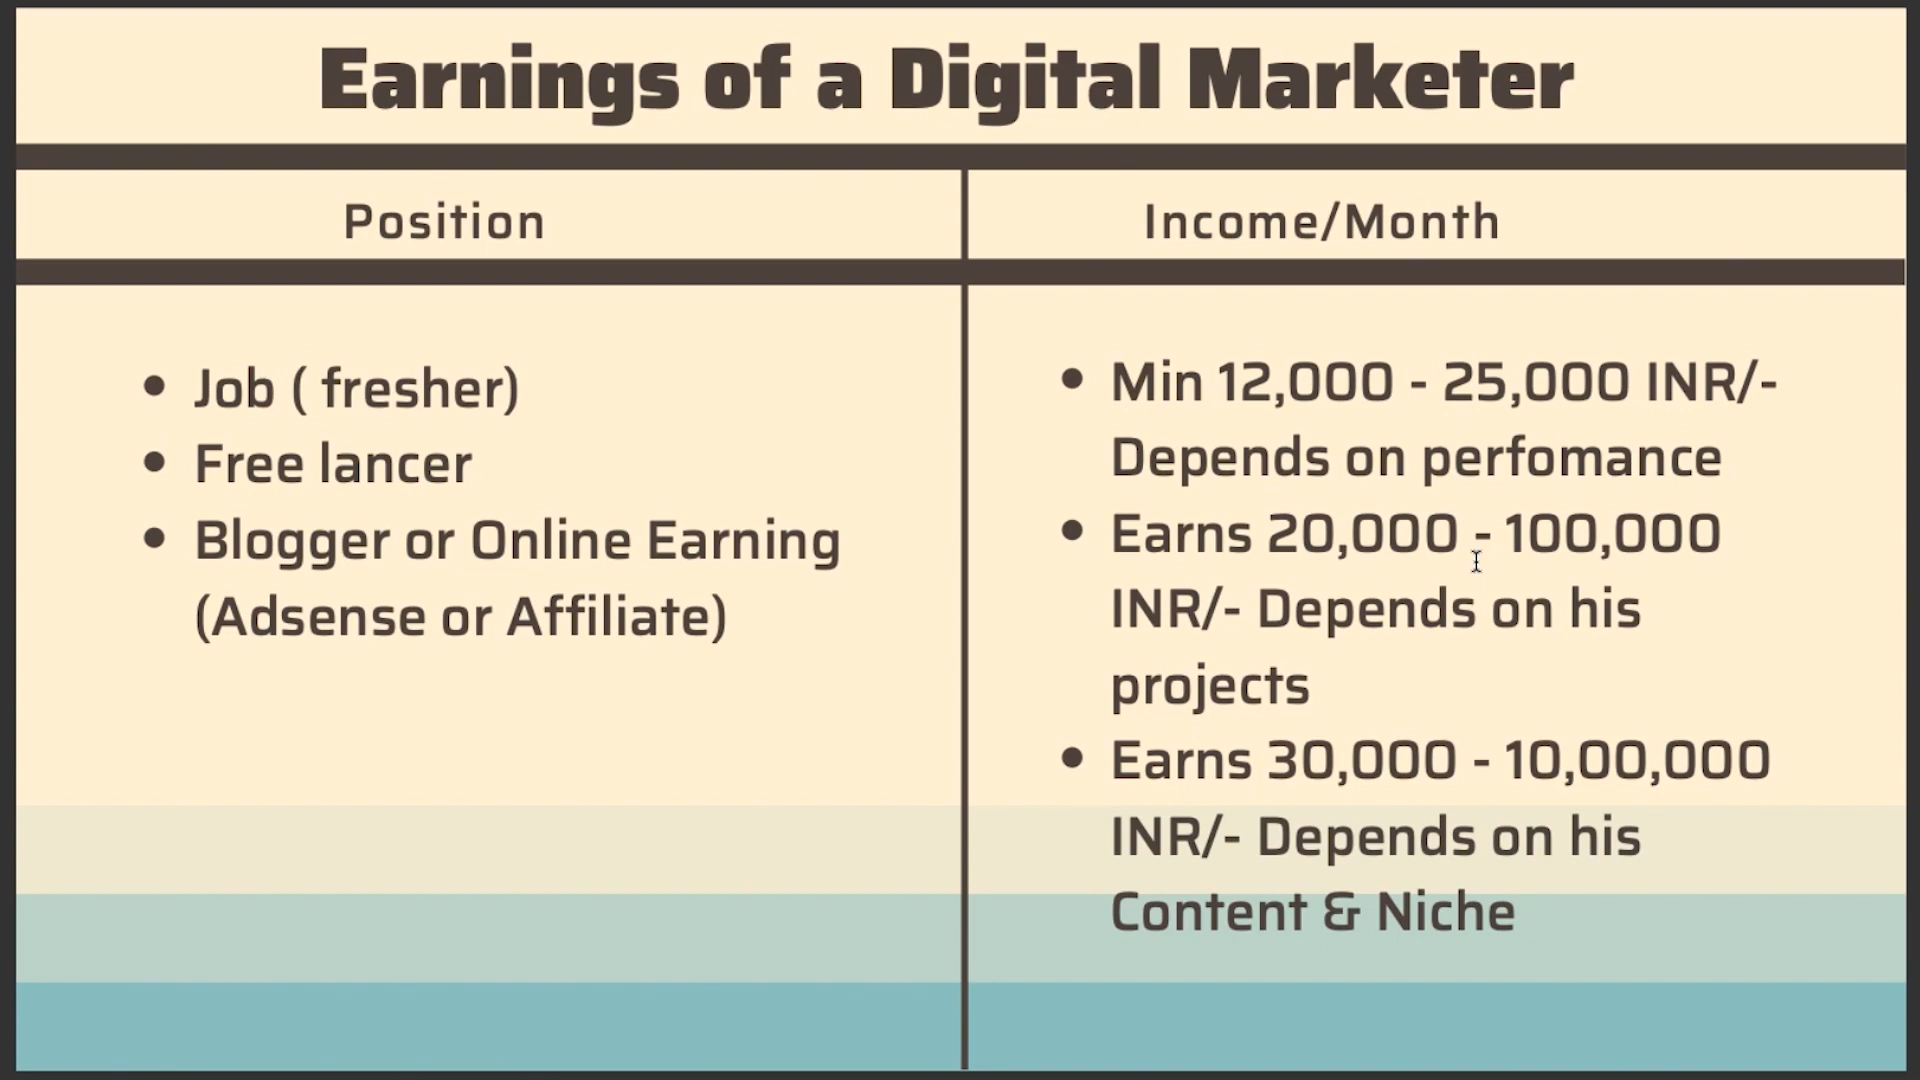 Earnings of a Digital Marketer
Position
Income/Month
Job ( fresher)
Free lancer
Blogger or Online Earning
(Adsense or Affiliate)
Min 12,000 - 25,000 INR/-
Depends on perfomance
Earns 20,000 - 100,000
INR/- Depends on his
projects
Earns 30,000 - 10,00,000
INR/- Depends on his
Content & Niche